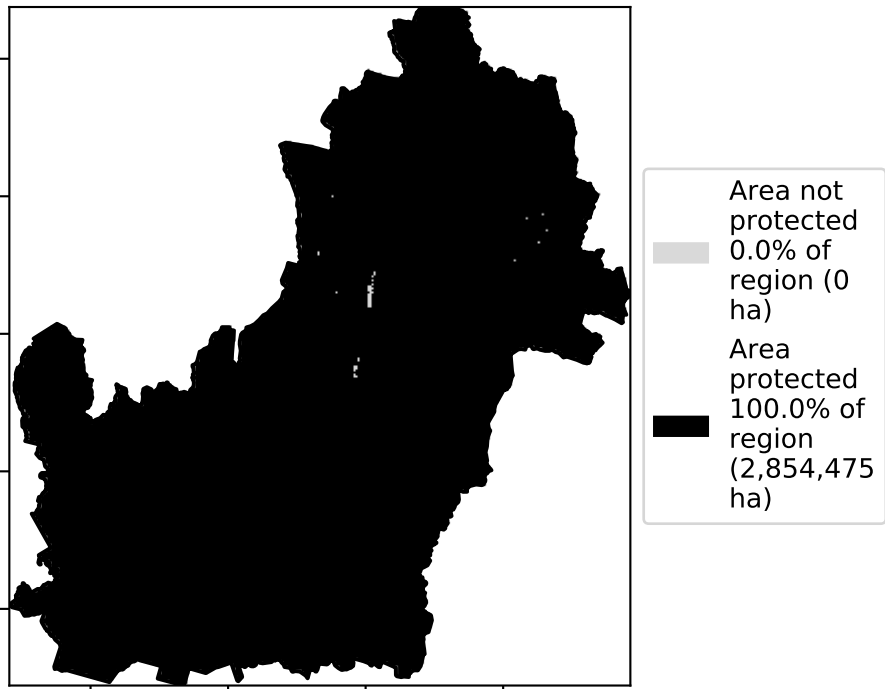 Area not
protected
0.0% of
region (0
ha)
Area
protected
100.0% of
region
(2,854,475
ha)